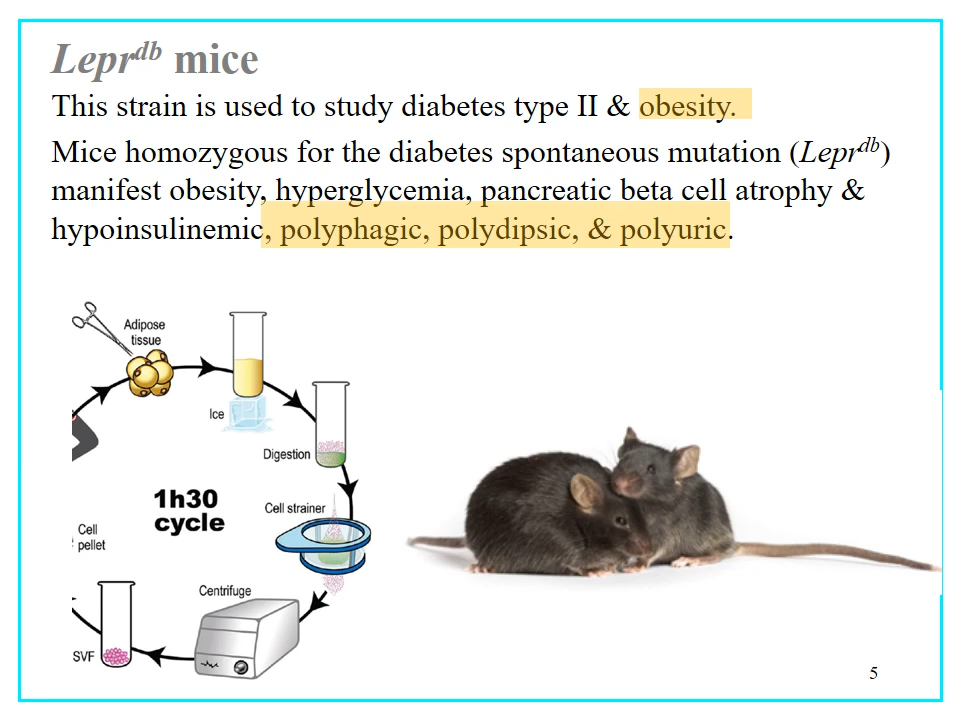 Lepr^db mice
This strain is used to study diabetes type II & obesity.
Mice homozygous for the diabetes spontaneous mutation (Lepr^db)
manifest obesity, hyperglycemia, pancreatic beta cell atrophy &
hypoinsulinemic, polyphagic, polydipsic, & polyuric.
Adipose
tissue
Ice
Digestion
1h30
cycle
Cell strainer
Cell
pellet
Centrifuge
SVF
5